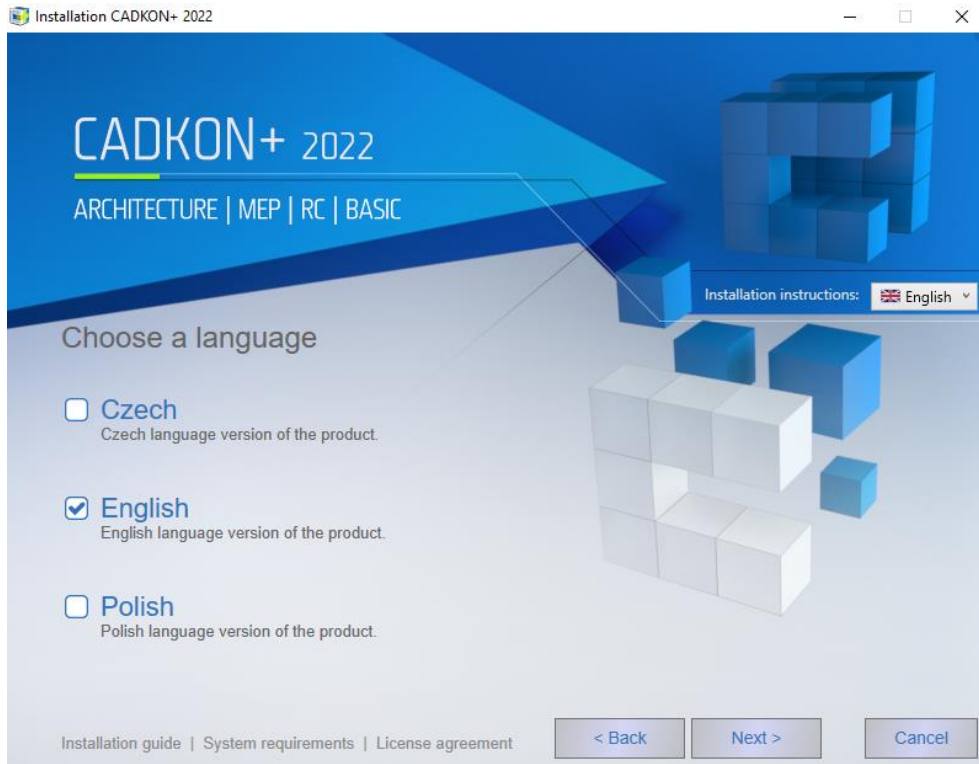 Installation CADKON+ 2022
CADKON+ 2022
ARCHITECTURE | MEP | RC | BASIC
Installation instructions: English
Choose a language
Czech
Czech language version of the product.
English
English language version of the product.
Polish
Polish language version of the product.
Installation guide | System requirements | License agreement
< Back Next > Cancel